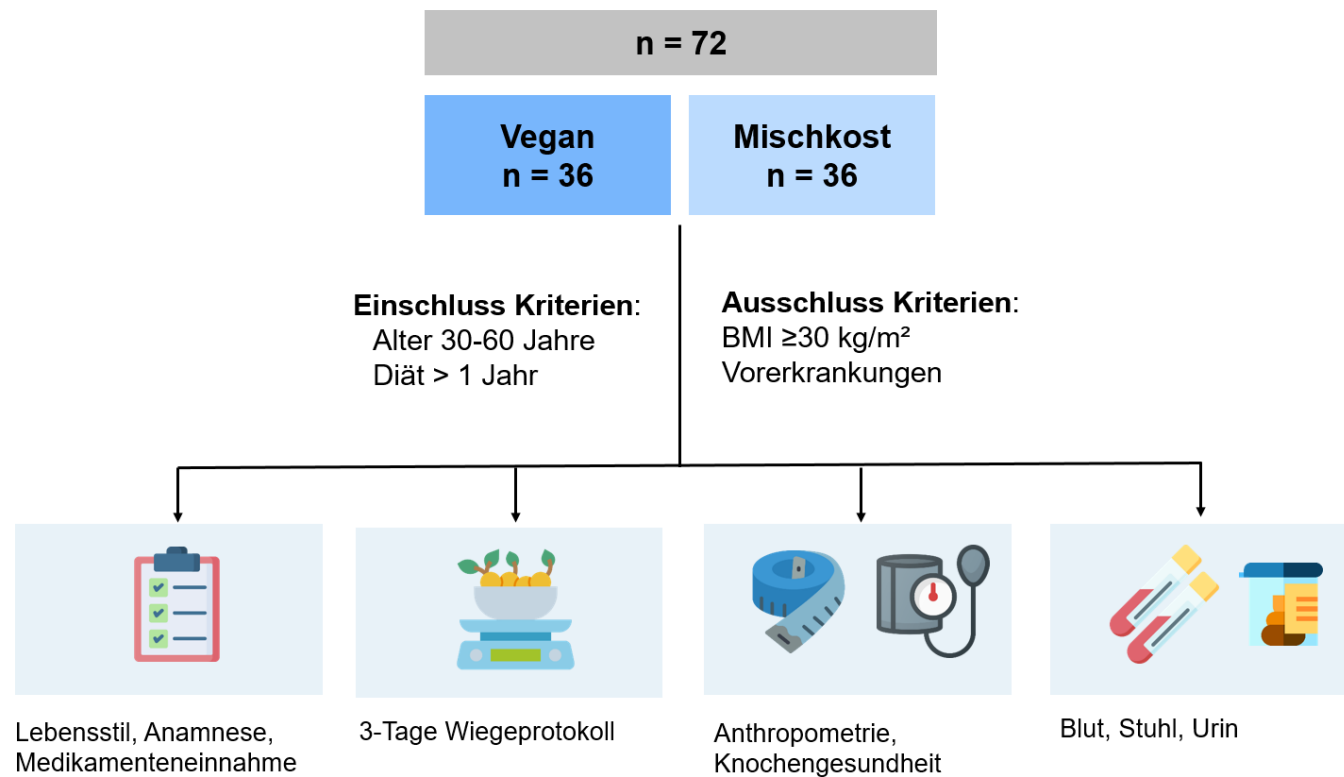 n = 72
Vegan
n = 36
Mischkost
n = 36
Einschluss Kriterien:
Alter 30-60 Jahre
Diät > 1 Jahr
Ausschluss Kriterien:
BMI ≥30 kg/m²
Vorerkrankungen
Lebensstil, Anamnese,
Medikamenteneinnahme
3-Tage Wiegeprotokoll
Anthropometrie,
Knochengesundheit
Blut, Stuhl, Urin